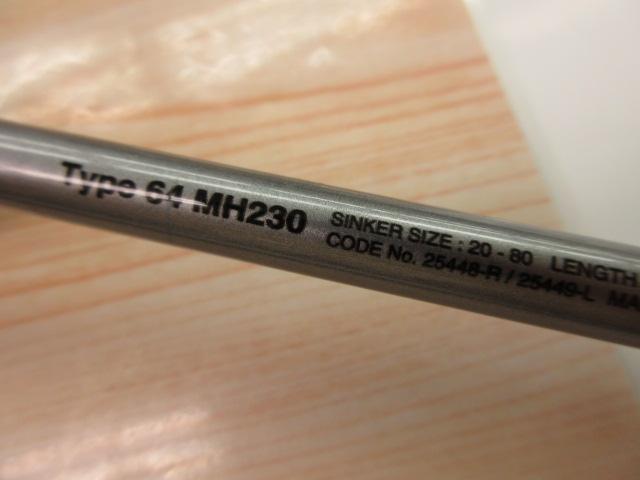 Type 64 MH230
SINKER SIZE : 20 - 80 LENGTH
CODE No. 25448-R / 25449-L